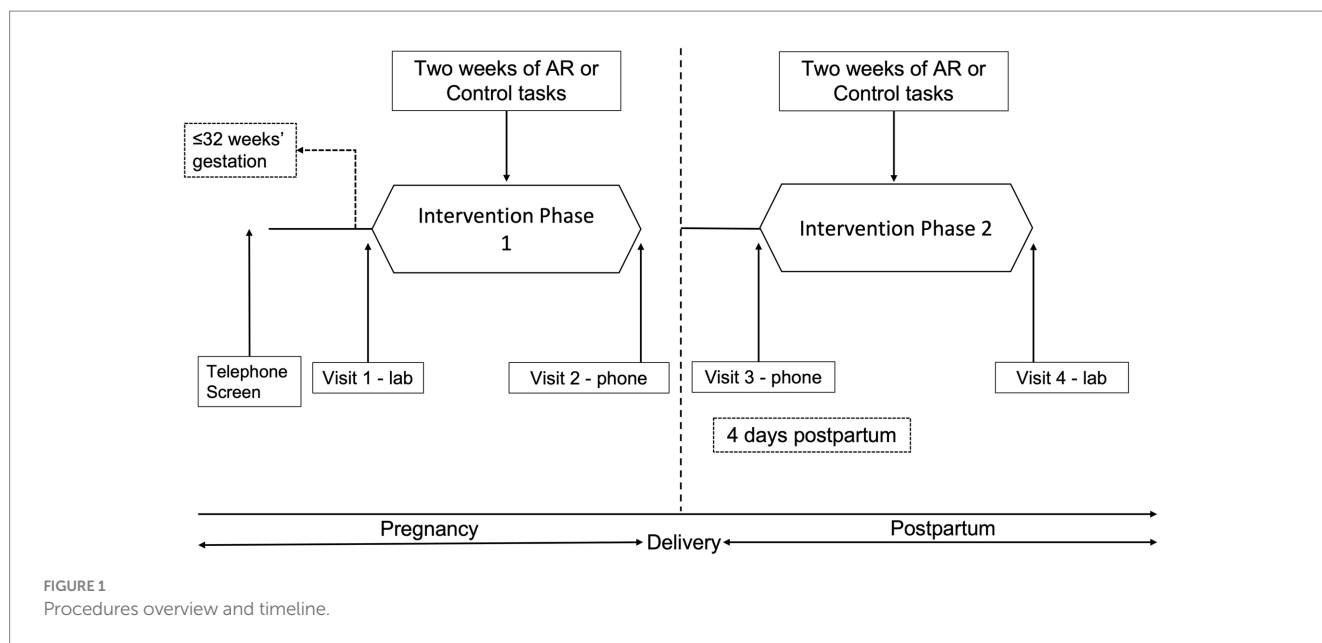 Two weeks of AR or
Control tasks
Two weeks of AR or
Control tasks
≤32 weeks’
gestation
Intervention Phase
1
Intervention Phase 2
Telephone
Screen
Visit 1 - lab
Visit 2 - phone
Visit 3 - phone
Visit 4 - lab
4 days postpartum
Pregnancy
Delivery
Postpartum
FIGURE 1
Procedures overview and timeline.